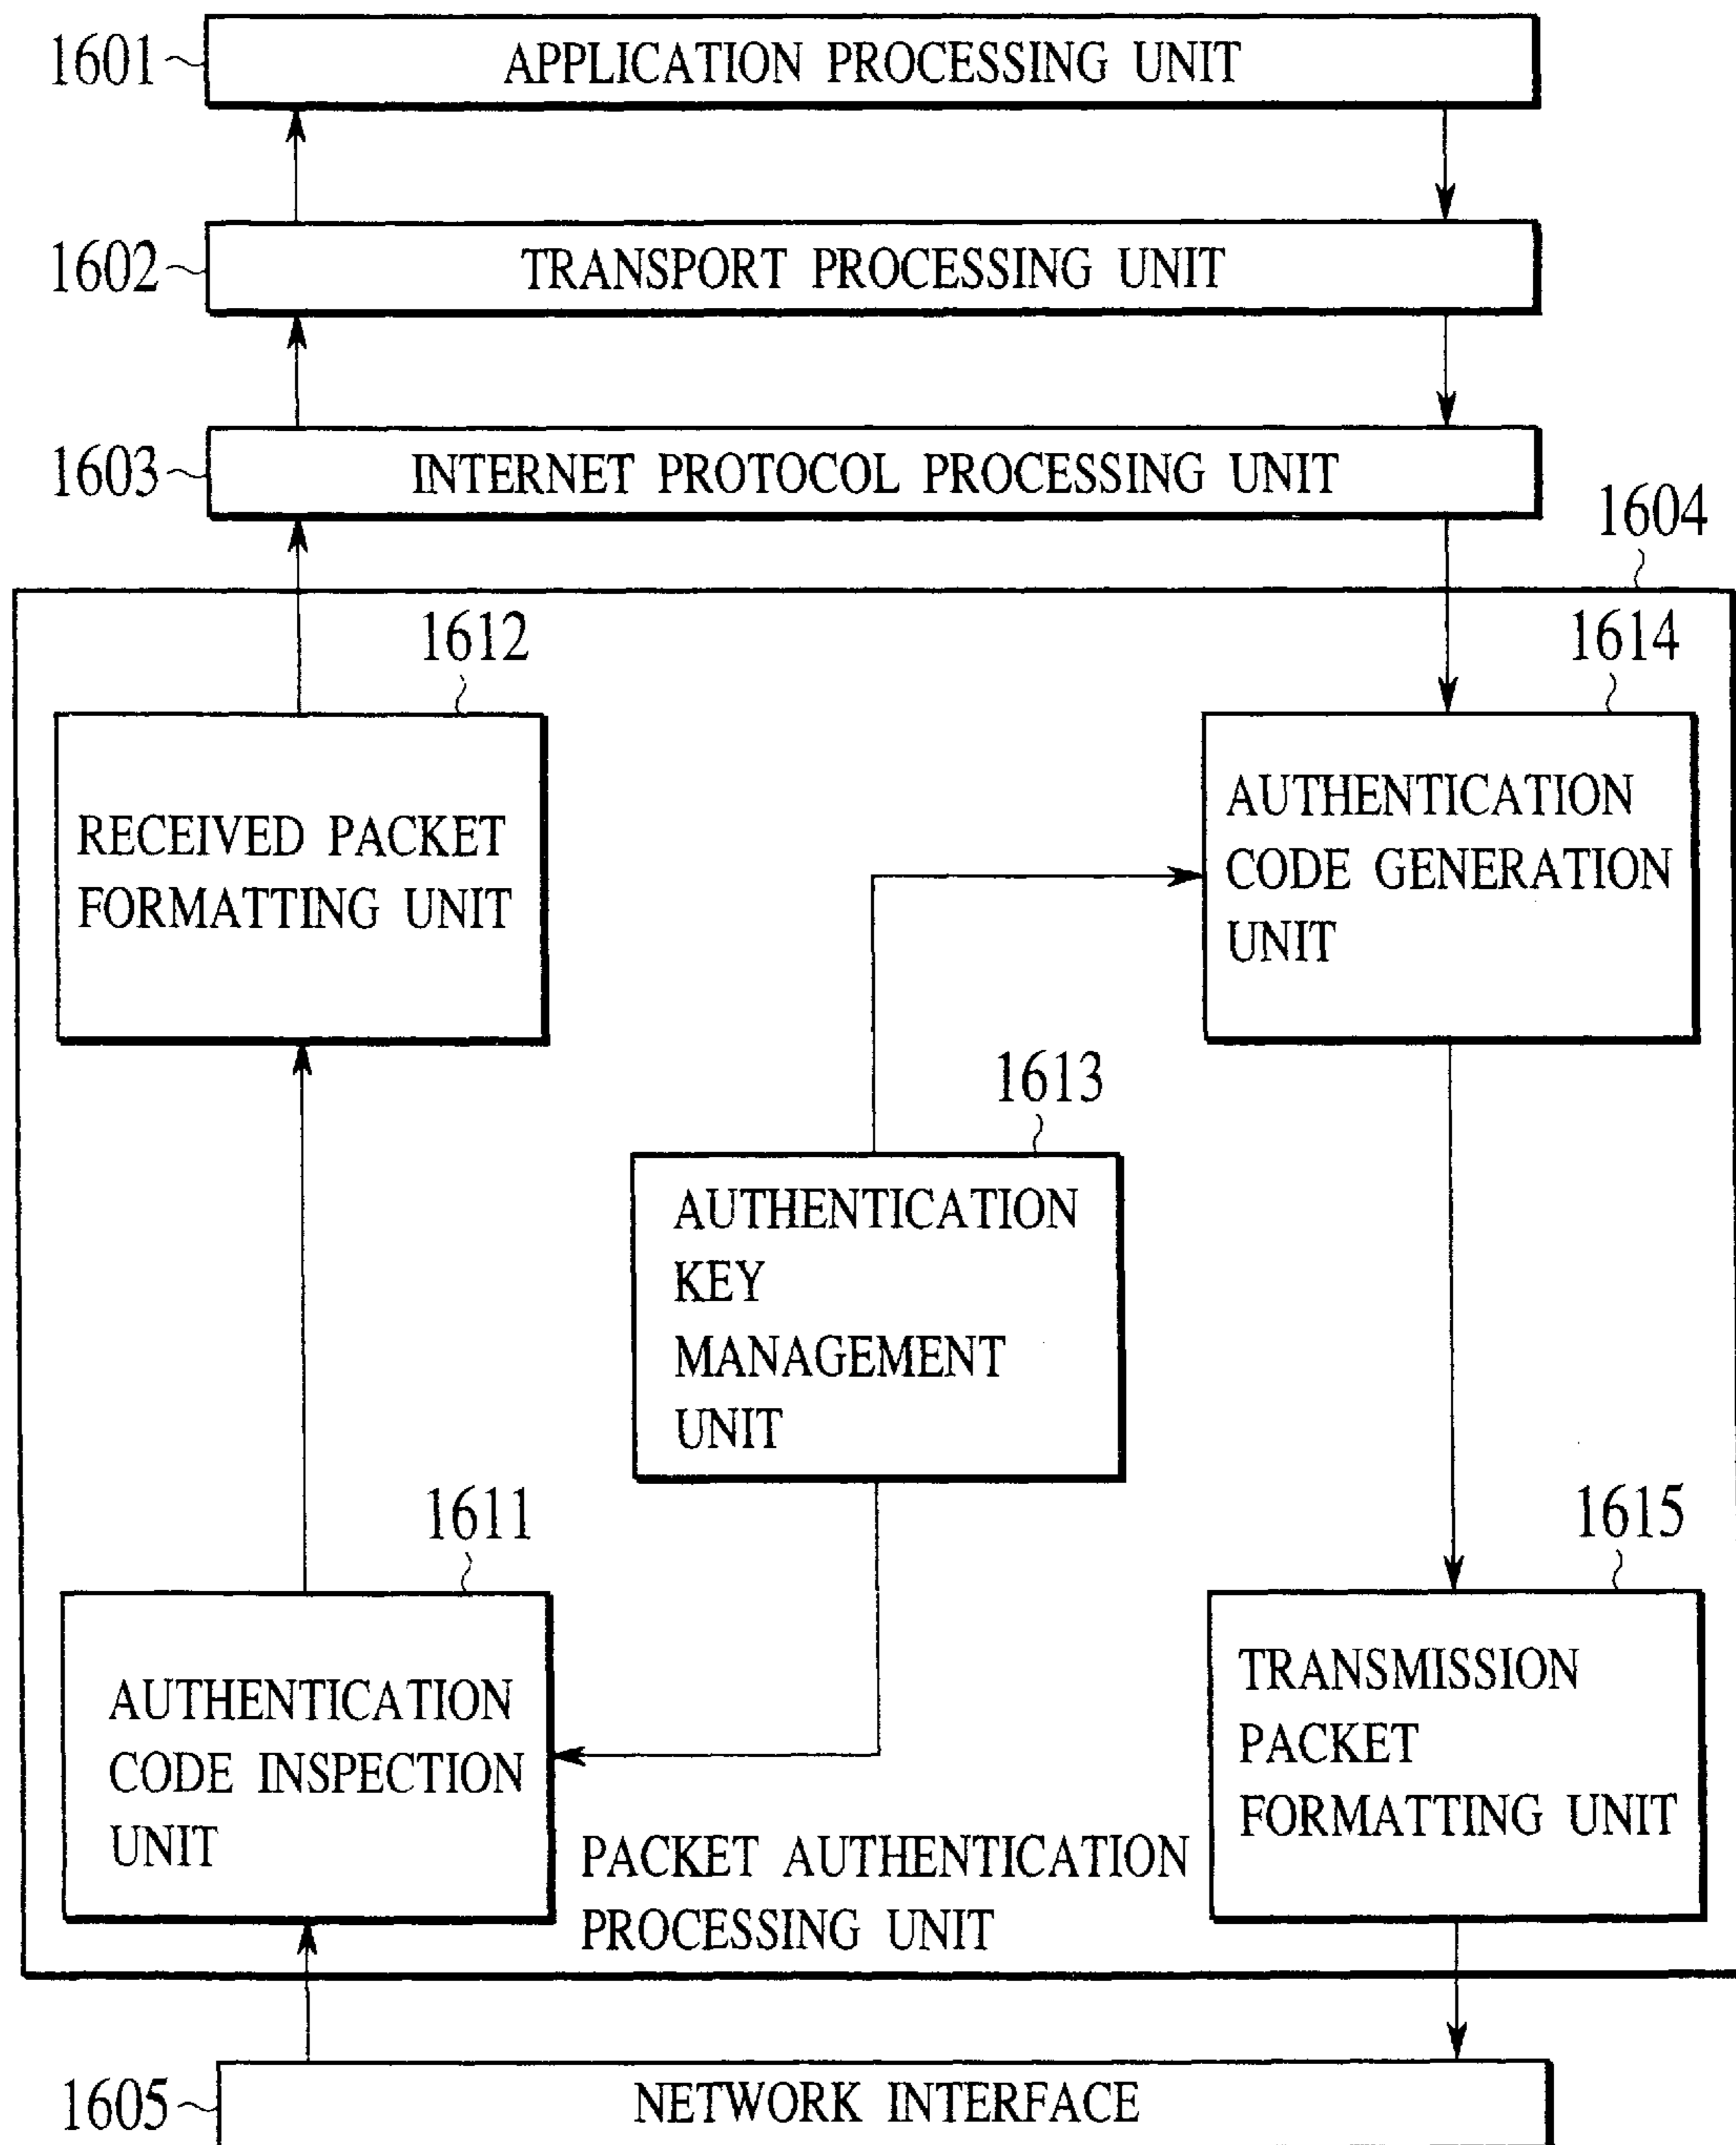 1601 APPLICATION PROCESSING UNIT
1602 TRANSPORT PROCESSING UNIT
1603 INTERNET PROTOCOL PROCESSING UNIT
1604
1612
1614
RECEIVED PACKET
FORMATTING UNIT
AUTHENTICATION
CODE GENERATION
UNIT
1613
AUTHENTICATION
KEY
MANAGEMENT
UNIT
1611
1615
AUTHENTICATION
CODE INSPECTION
UNIT
TRANSMISSION
PACKET
FORMATTING UNIT
PACKET AUTHENTICATION
PROCESSING UNIT
1605 NETWORK INTERFACE